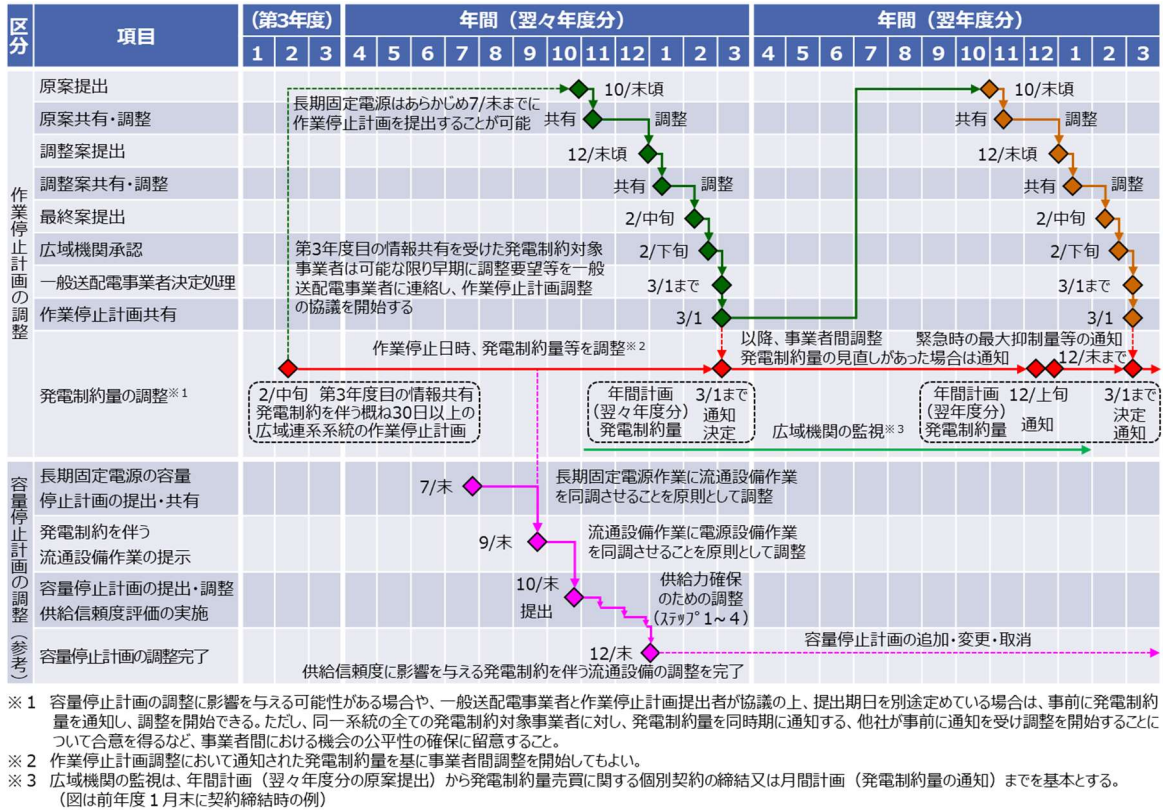 区分
項目
（第3年度）
年間（翌々年度分）
年間（翌年度分）
1 2 3 4 5 6 7 8 9 10 11 12 1 2 3 4 5 6 7 8 9 10 11 12 1 2 3
作業停止計画の調整
原案提出
10/末頃
10/末頃
長期固定電源はあらかじめ7/末までに
作業停止計画を提出することが可能
原案共有・調整
共有
調整
共有
調整
調整案提出
12/末頃
12/末頃
調整案共有・調整
共有
調整
共有
調整
最終案提出
2/中旬
2/中旬
広域機関承認
2/下旬
2/下旬
第3年度目の情報共有を受けた発電制約対象
事業者は可能な限り早期に調整要望等を一般
送配電事業者に連絡し、作業停止計画調整
の協議を開始する
一般送配電事業者決定処理
3/1まで
3/1まで
作業停止計画共有
3/1
3/1
発電制約量の調整※1
作業停止日時、発電制約量等を調整※2
以降、事業者間調整
発電制約量の見直しがあった場合は通知
緊急時の最大抑制量等の通知
12/末まで
2/中旬 第3年度目の情報共有
発電制約を伴う概ね30日以上の
広域連系系統の作業停止計画
年間計画
（翌々年度分）
発電制約量
3/1まで
通知
決定
年間計画
（翌年度分）
発電制約量
12/上旬
通知
3/1まで
決定
通知
広域機関の監視※3
容量停止計画の調整（参考）
長期固定電源の容量
停止計画の提出・共有
7/末
長期固定電源作業に流通設備作業
を同調させることを原則として調整
発電制約を伴う
流通設備作業の提示
9/末
流通設備作業に電源設備作業
を同調させることを原則として調整
容量停止計画の提出・調整
供給信頼度評価の実施
10/末
提出
供給力確保
のための調整
（ｽﾃｯﾌﾟ1～4）
容量停止計画の調整完了
12/末
容量停止計画の追加・変更・取消
供給信頼度に影響を与える発電制約を伴う流通設備の調整を完了
※1 容量停止計画の調整に影響を与える可能性がある場合や、一般送配電事業者と作業停止計画提出者が協議の上、提出期日を別途定めている場合は、事前に発電制約
量を通知し、調整を開始できる。ただし、同一系統の全ての発電制約対象事業者に対し、発電制約量を同時期に通知する、他社が事前に通知を受け調整を開始することに
ついて合意を得るなど、事業者間における機会の公平性の確保に留意すること。
※2 作業停止計画調整において通知された発電制約量を基に事業者間調整を開始してもよい。
※3 広域機関の監視は、年間計画（翌々年度分の原案提出）から発電制約量売買に関する個別契約の締結又は月間計画（発電制約量の通知）までを基本とする。
（図は前年度1月末に契約締結時の例）